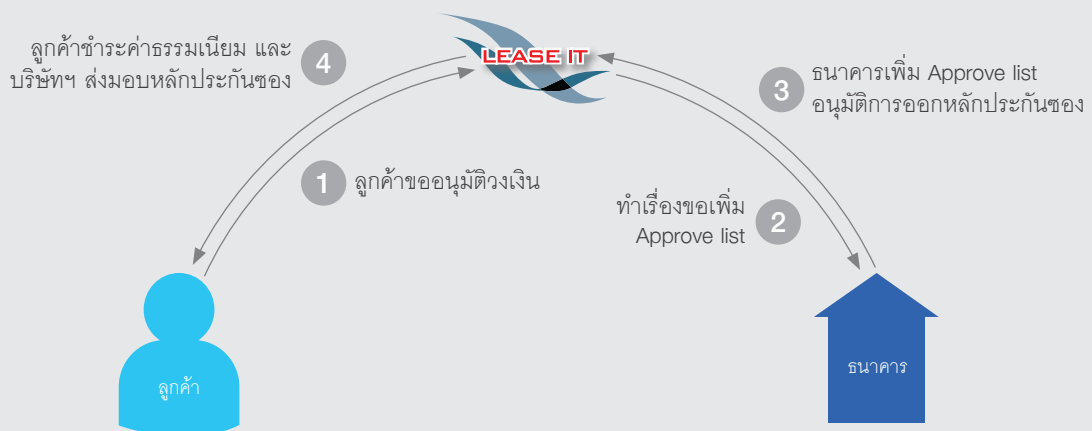 LEASE IT
ลูกค้าชำระค่าธรรมเนียม และ
บริษัทฯ ส่งมอบหลักประกันซอง
4
3
ธนาคารเพิ่ม Approve list
อนุมัติการออกหลักประกันซอง
1
ลูกค้าขออนุมัติวงเงิน
ทำเรื่องขอเพิ่ม
Approve list
2
ลูกค้า
ธนาคาร